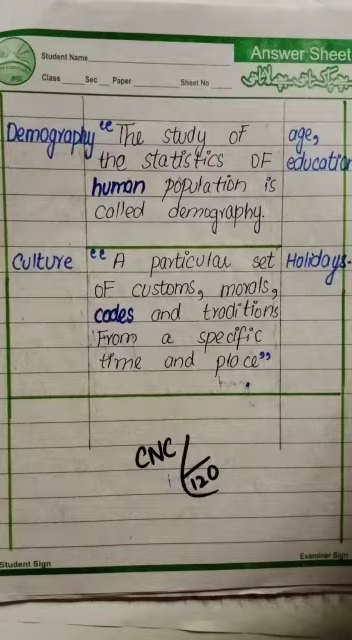 Student Name
Answer Sheet
Class Sec Paper Sheet No
Demography “The study of age,
the statistics of education
human population is
called demography.
Culture “A particular set Holidays.
of customs, morals,
codes and traditions
From a specific
time and place”
CNC
120
Student Sign
Examiner Sign